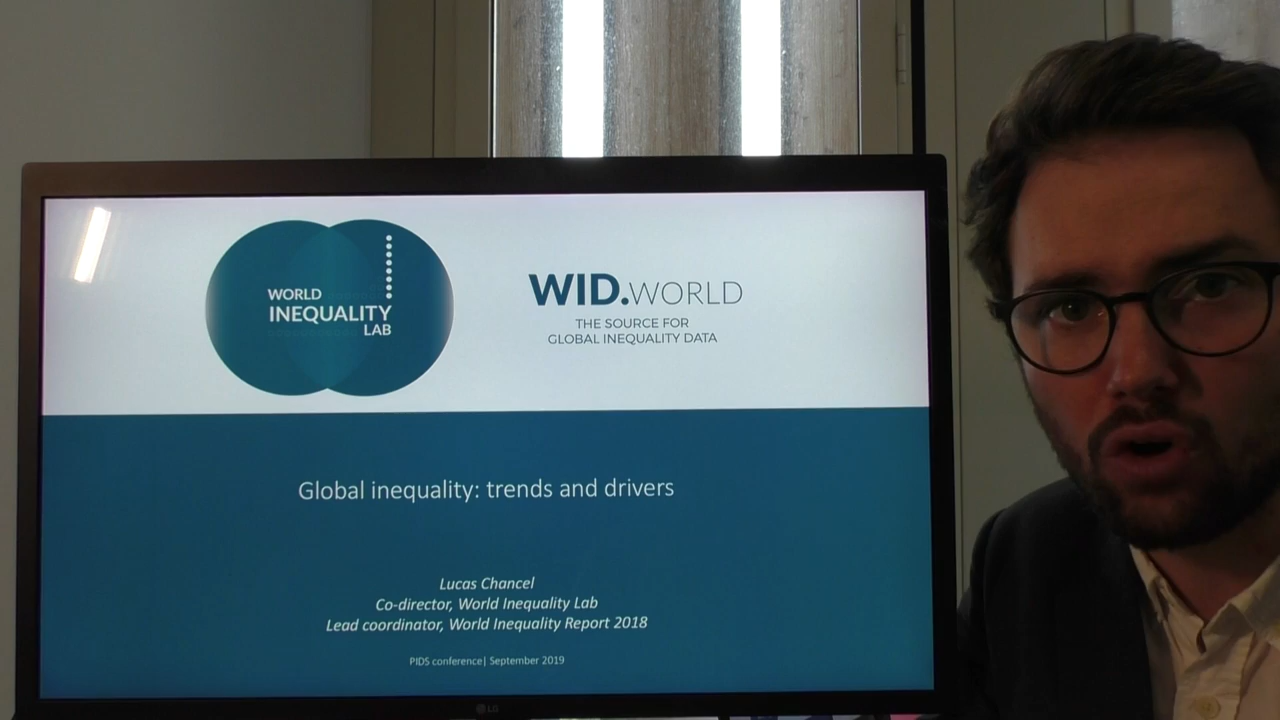 WORLD
INEQUALITY
LAB
WID.WORLD
THE SOURCE FOR
GLOBAL INEQUALITY DATA
Global inequality: trends and drivers
Lucas Chancel
Co-director, World Inequality Lab
Lead coordinator, World Inequality Report 2018
PIDS conference| September 2019
LG